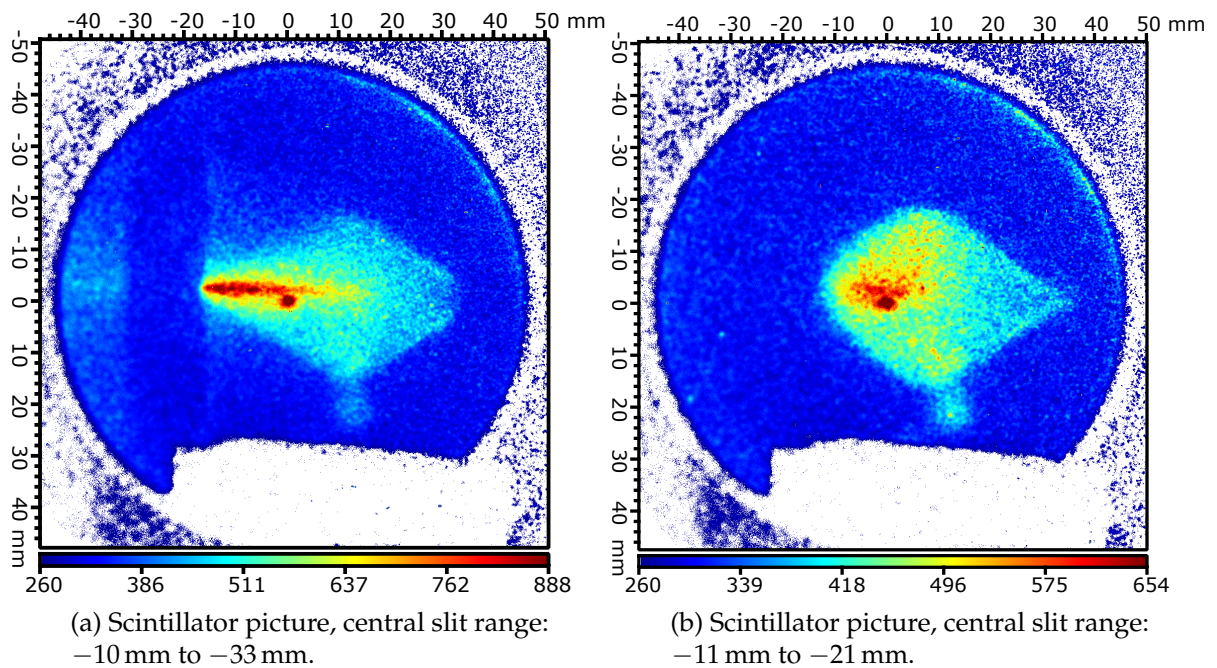 -40 -30 -20 -10 0 10 20 30 40 50 mm
-50 -40 -30 -20 -10 0 10 20 30 40 mm
260 386 511 637 762 888
(a) Scintillator picture, central slit range:
−10 mm to −33 mm.
-40 -30 -20 -10 0 10 20 30 40 50 mm
-50 -40 -30 -20 -10 0 10 20 30 40 mm
260 339 418 496 575 654
(b) Scintillator picture, central slit range:
−11 mm to −21 mm.